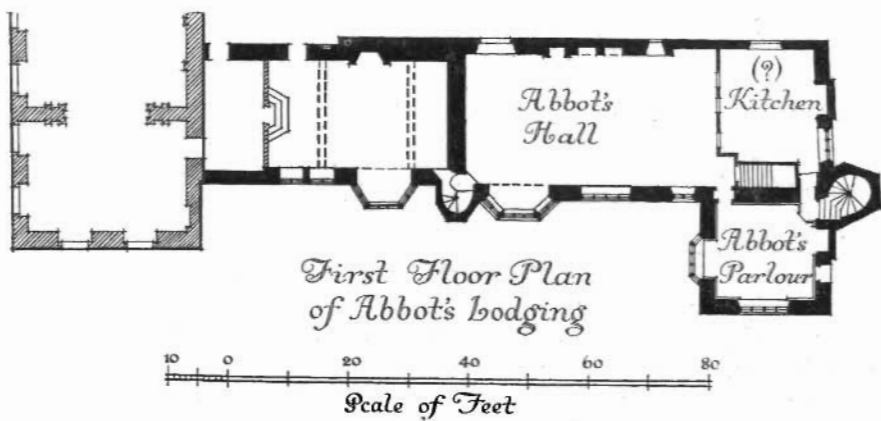 Abbot's
Hall
(?)
Kitchen
Abbot's
Parlour
First Floor Plan
of Abbot's Lodging
10 0 20 40 60 80
Scale of Feet